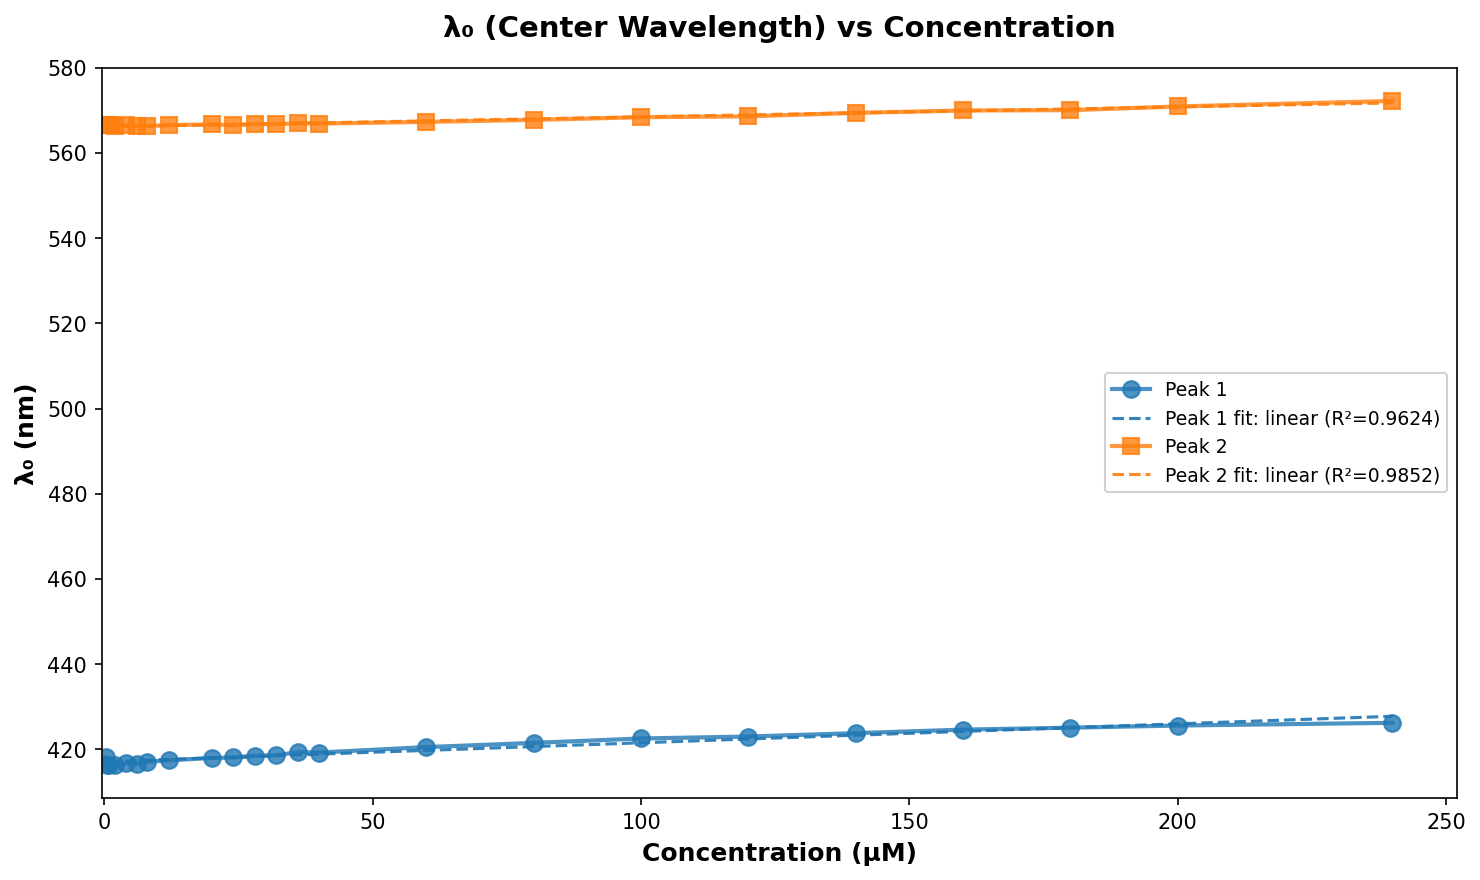 λ₀ (Center Wavelength) vs Concentration
580
560
540
520
500
480
460
440
420
λ₀ (nm)
Peak 1
Peak 1 fit: linear (R²=0.9624)
Peak 2
Peak 2 fit: linear (R²=0.9852)
0 50 100 150 200 250
Concentration (μM)